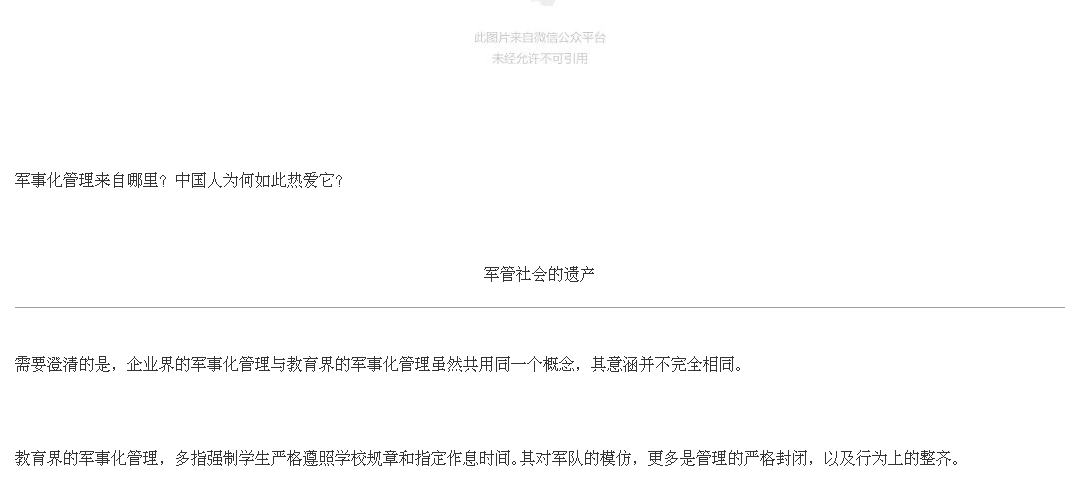 此图片来自微信公众平台
未经允许不可引用
军事化管理来自哪里？中国人为何如此热爱它？
军管社会的遗产
需要澄清的是，企业界的军事化管理与教育界的军事化管理虽然共用同一个概念，其意涵并不完全相同。
教育界的军事化管理，多指强制学生严格遵照学校规章和指定作息时间。其对军队的模仿，更多是管理的严格封闭，以及行为上的整齐。